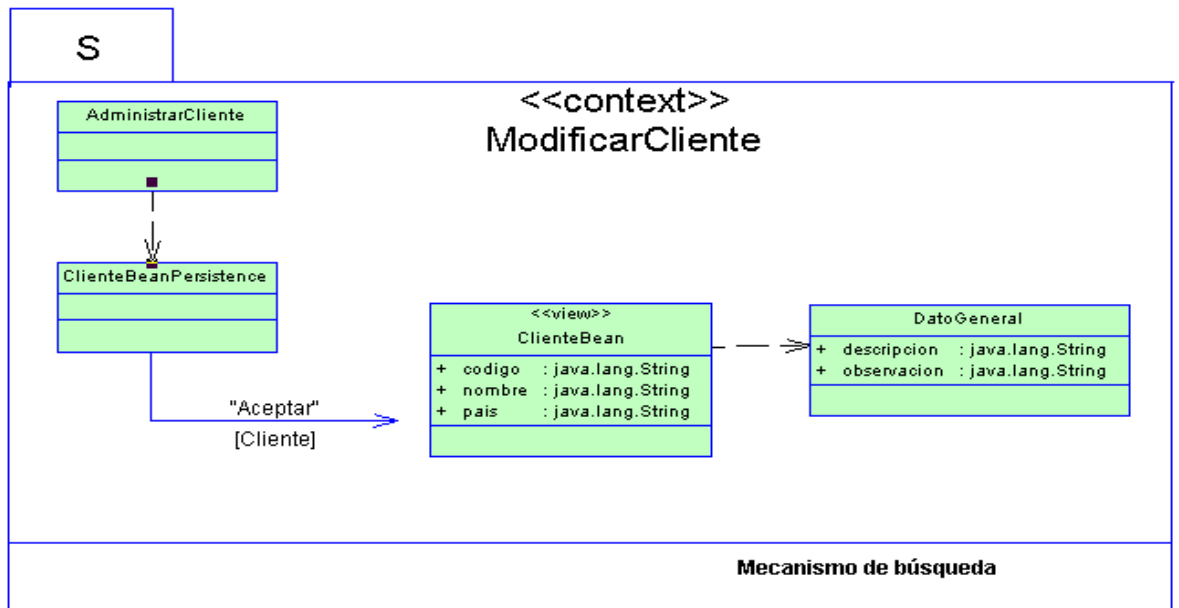 S
<<context>>
ModificarCliente
AdministrarCliente
ClienteBeanPersistence
"Aceptar"
[Cliente]
<<view>>
ClienteBean
+ codigo : java.lang.String
+ nombre : java.lang.String
+ pais : java.lang.String
DatoGeneral
+ descripcion : java.lang.String
+ observacion : java.lang.String
Mecanismo de búsqueda